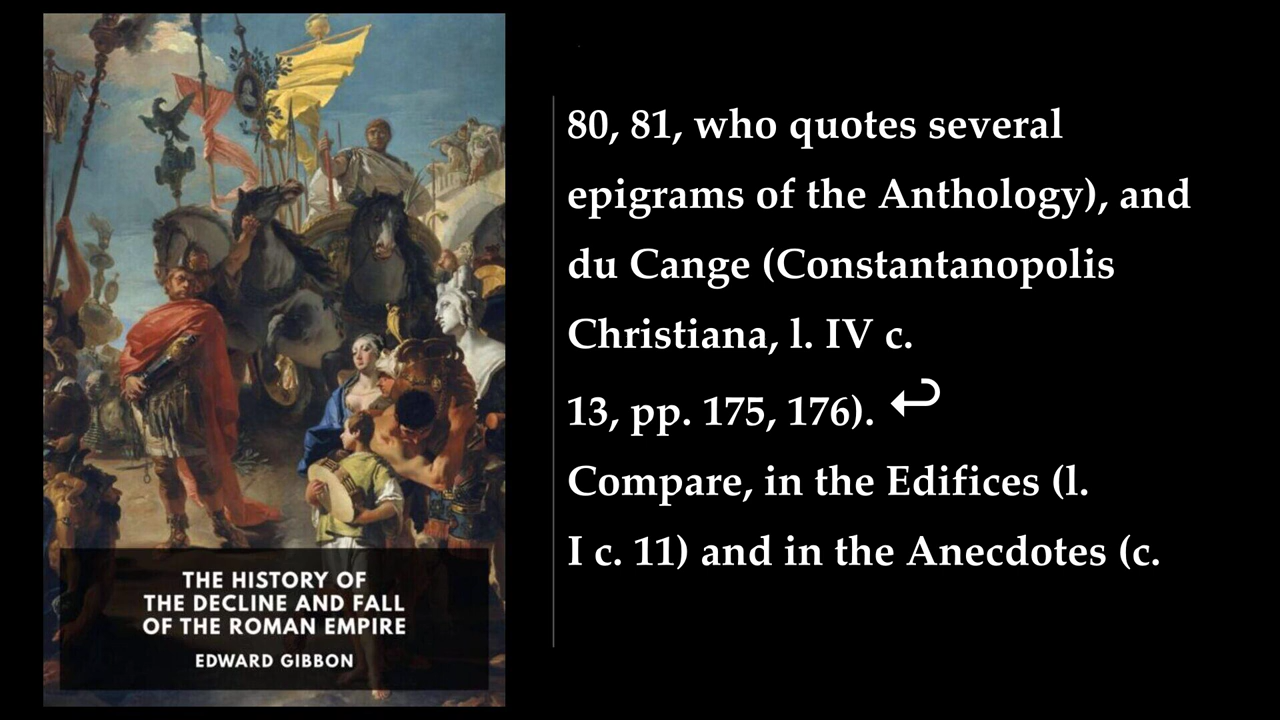 THE HISTORY OF
THE DECLINE AND FALL
OF THE ROMAN EMPIRE
EDWARD GIBBON
80, 81, who quotes several
epigrams of the Anthology), and
du Cange (Constantanopolis
Christiana, l. IV c.
13, pp. 175, 176). ↩
Compare, in the Edifices (l.
I c. 11) and in the Anecdotes (c.